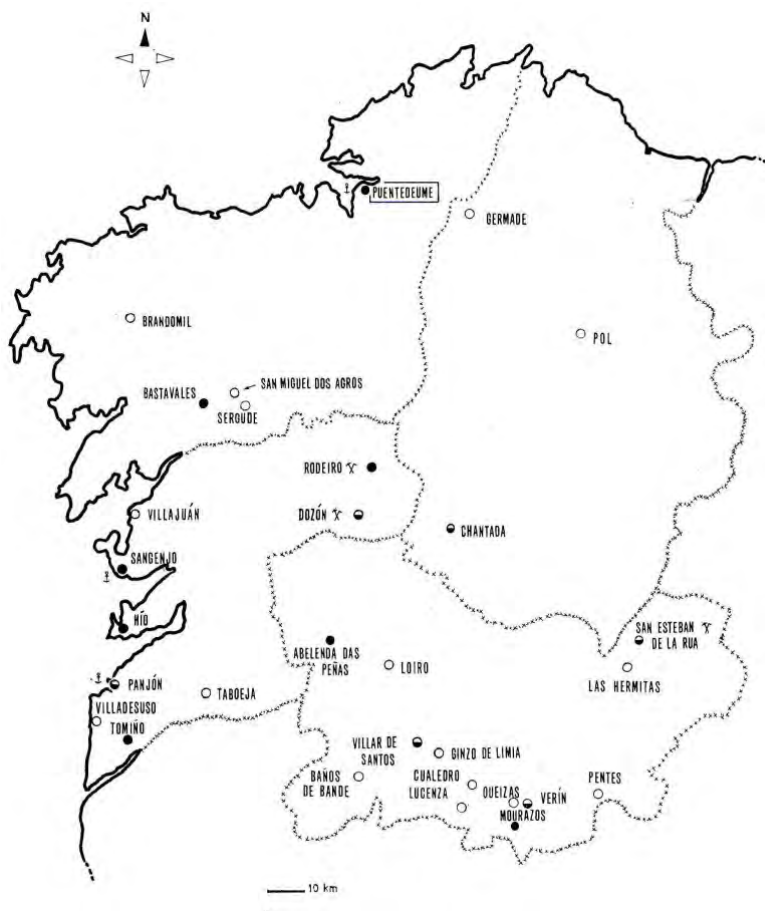 N
PUENTEDEUME
GERMADE
BRANDOMIL
POL
SAN MIGUEL DOS AGROS
BASTAVALES
SEROUDE
RODEIRO
VILLAJUÁN
DOZÓN
CHANTADA
SANGENJO
HÍO
SAN ESTEBAN
DE LA RUA
ABELENDA DAS
PEÑAS
LOIRO
LAS HERMITAS
PANJÓN
TABOEJA
VILLADESUSO
TOMIÑO
VILLAR DE
SANTOS
GINZO DE LIMIA
BAÑOS
DE BANDE
CUALEDRO
LUCENZA
QUEIZAS
VERÍN
PENTES
MOURAZOS
10 km